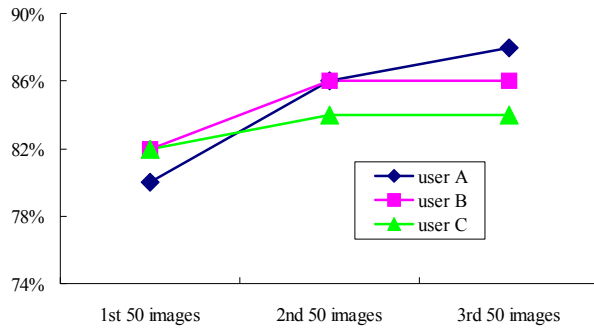 90%
86%
82%
78%
74%
user A
user B
user C
1st 50 images 2nd 50 images 3rd 50 images